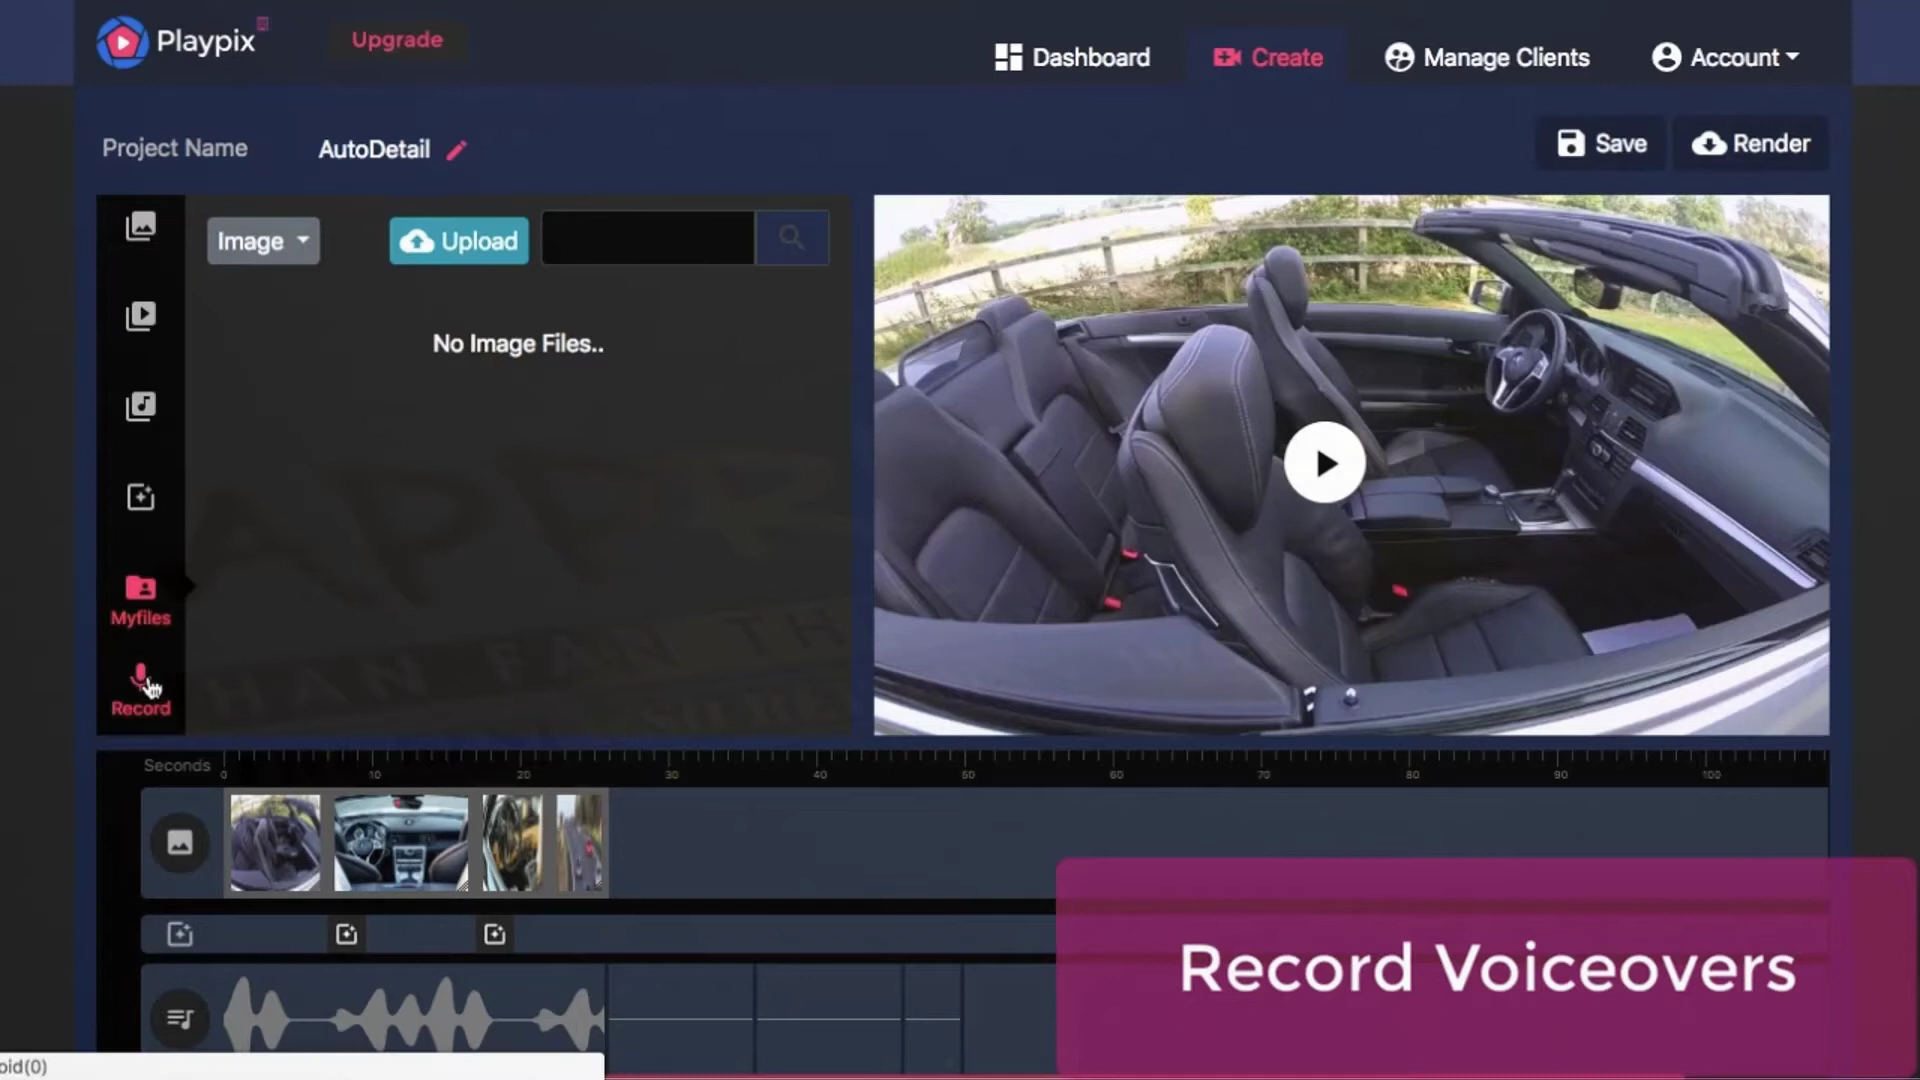 Playpix
Upgrade
Dashboard
Create
Manage Clients
Account
Project Name
AutoDetail
Save
Render
Image
Upload
No Image Files..
Myfiles
Record
Seconds
0 10 20 30 40 50 60 70 80 90 100
Record Voiceovers
oid(0)